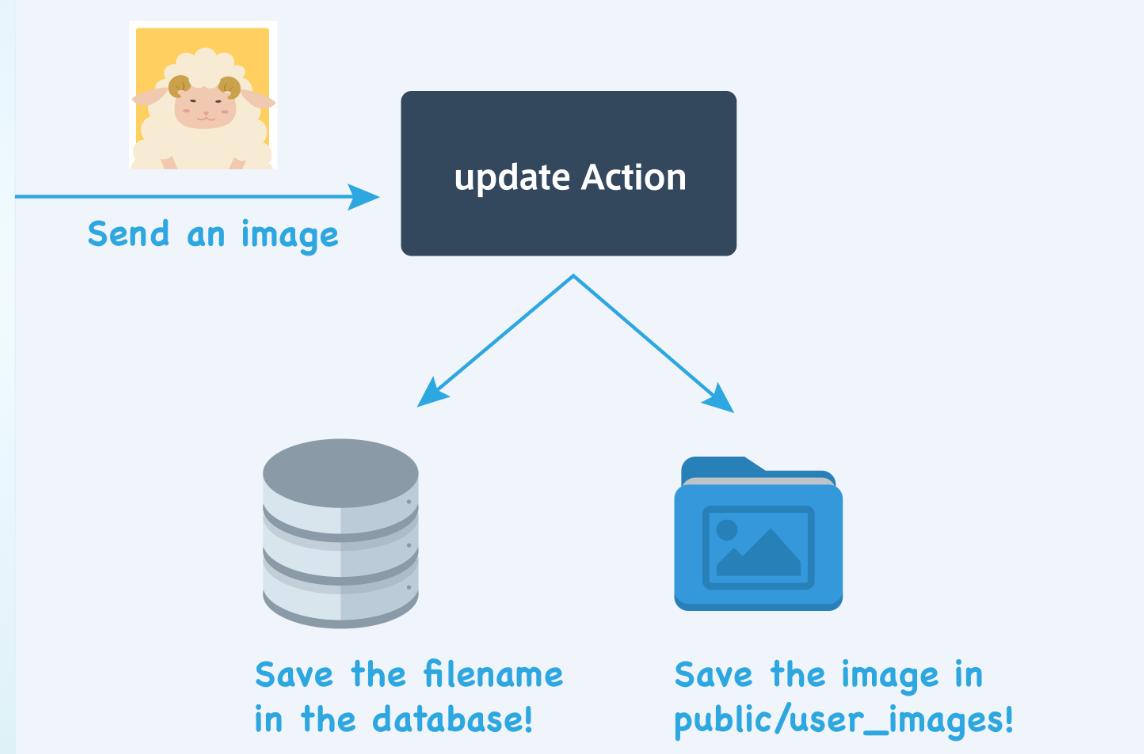 Send an image
update Action
Save the filename
in the database!
Save the image in
public/user_images!